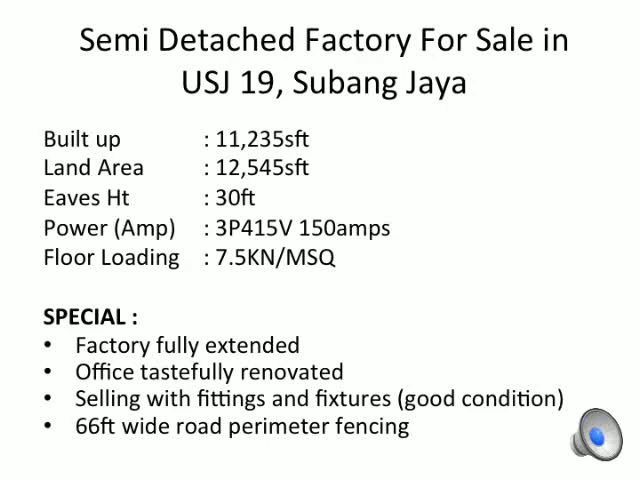 Semi Detached Factory For Sale in
USJ 19, Subang Jaya
Built up : 11,235sft
Land Area : 12,545sft
Eaves Ht : 30ft
Power (Amp) : 3P415V 150amps
Floor Loading : 7.5KN/MSQ
SPECIAL :
• Factory fully extended
• Office tastefully renovated
• Selling with fittings and fixtures (good condition)
• 66ft wide road perimeter fencing